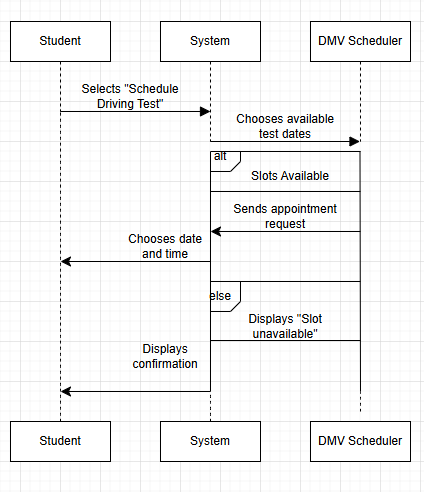 Student
System
DMV Scheduler
Selects "Schedule
Driving Test"
Chooses available
test dates
alt
Slots Available
Sends appointment
request
Chooses date
and time
else
Displays "Slot
unavailable"
Displays
confirmation
Student
System
DMV Scheduler